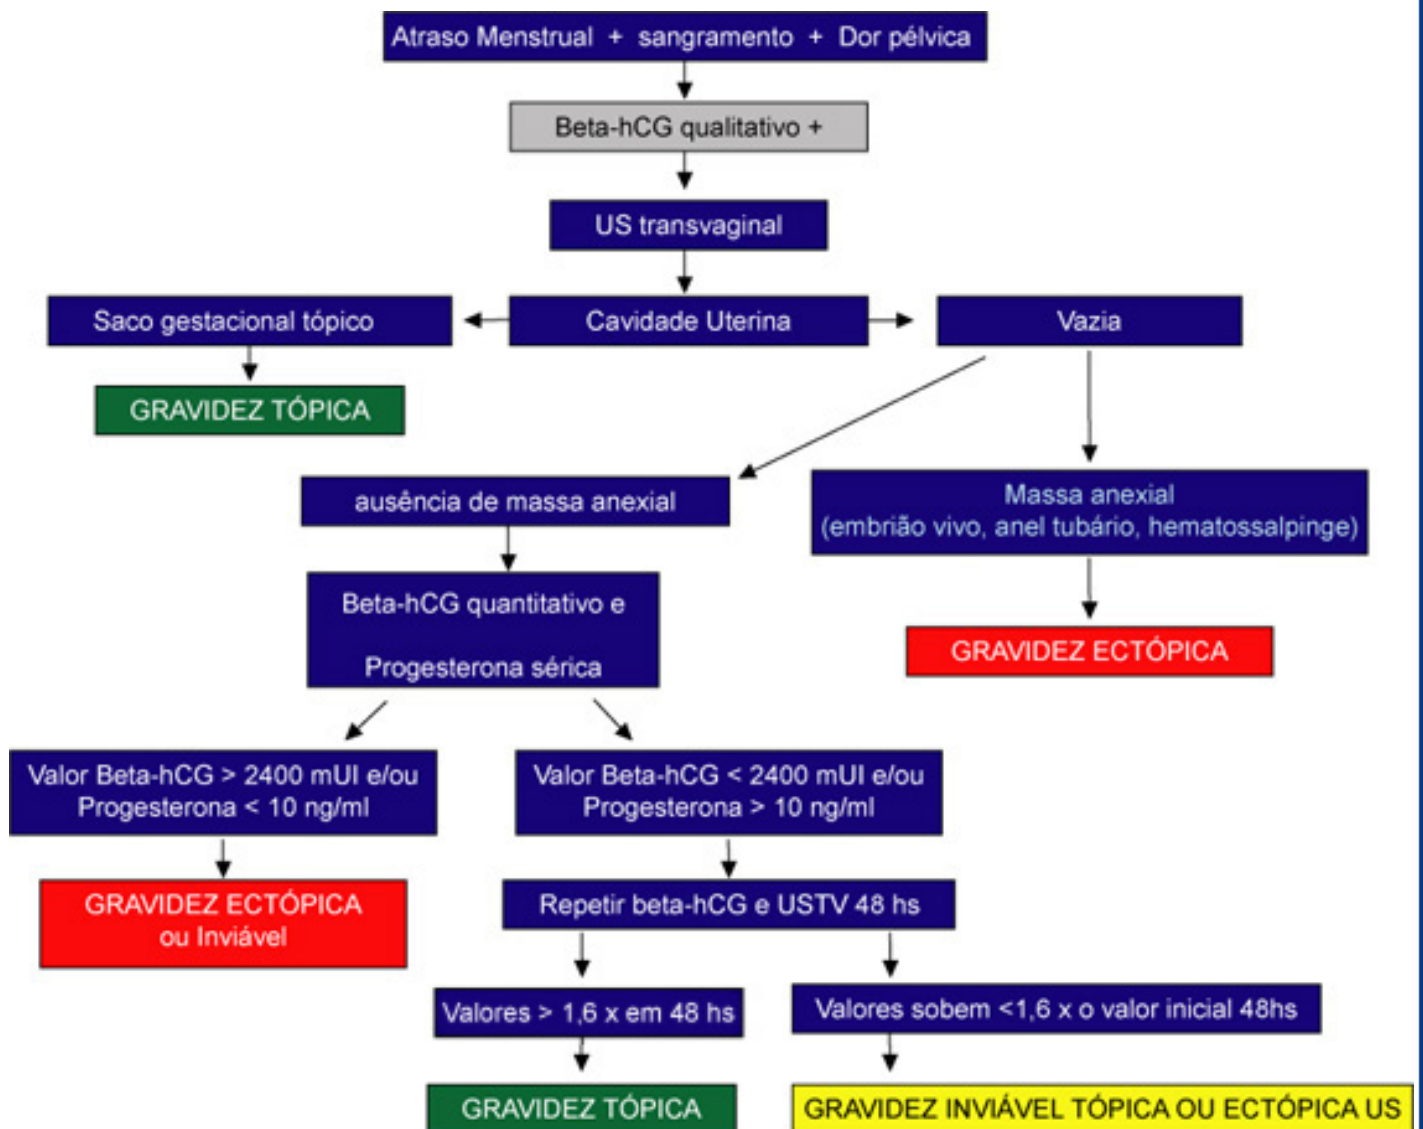 Atraso Menstrual + sangramento + Dor pélvica
Beta-hCG qualitativo +
US transvaginal
Saco gestacional tópico
Cavidade Uterina
Vazia
GRAVIDEZ TÓPICA
ausência de massa anexial
Massa anexial
(embrião vivo, anel tubário, hematossalpinge)
Beta-hCG quantitativo e
Progesterona sérica
GRAVIDEZ ECTÓPICA
Valor Beta-hCG > 2400 mUI e/ou
Progesterona < 10 ng/ml
Valor Beta-hCG < 2400 mUI e/ou
Progesterona > 10 ng/ml
GRAVIDEZ ECTÓPICA
ou Inviável
Repetir beta-hCG e USTV 48 hs
Valores > 1,6 x em 48 hs
Valores sobem <1,6 x o valor inicial 48hs
GRAVIDEZ TÓPICA
GRAVIDEZ INVIÁVEL TÓPICA OU ECTÓPICA US